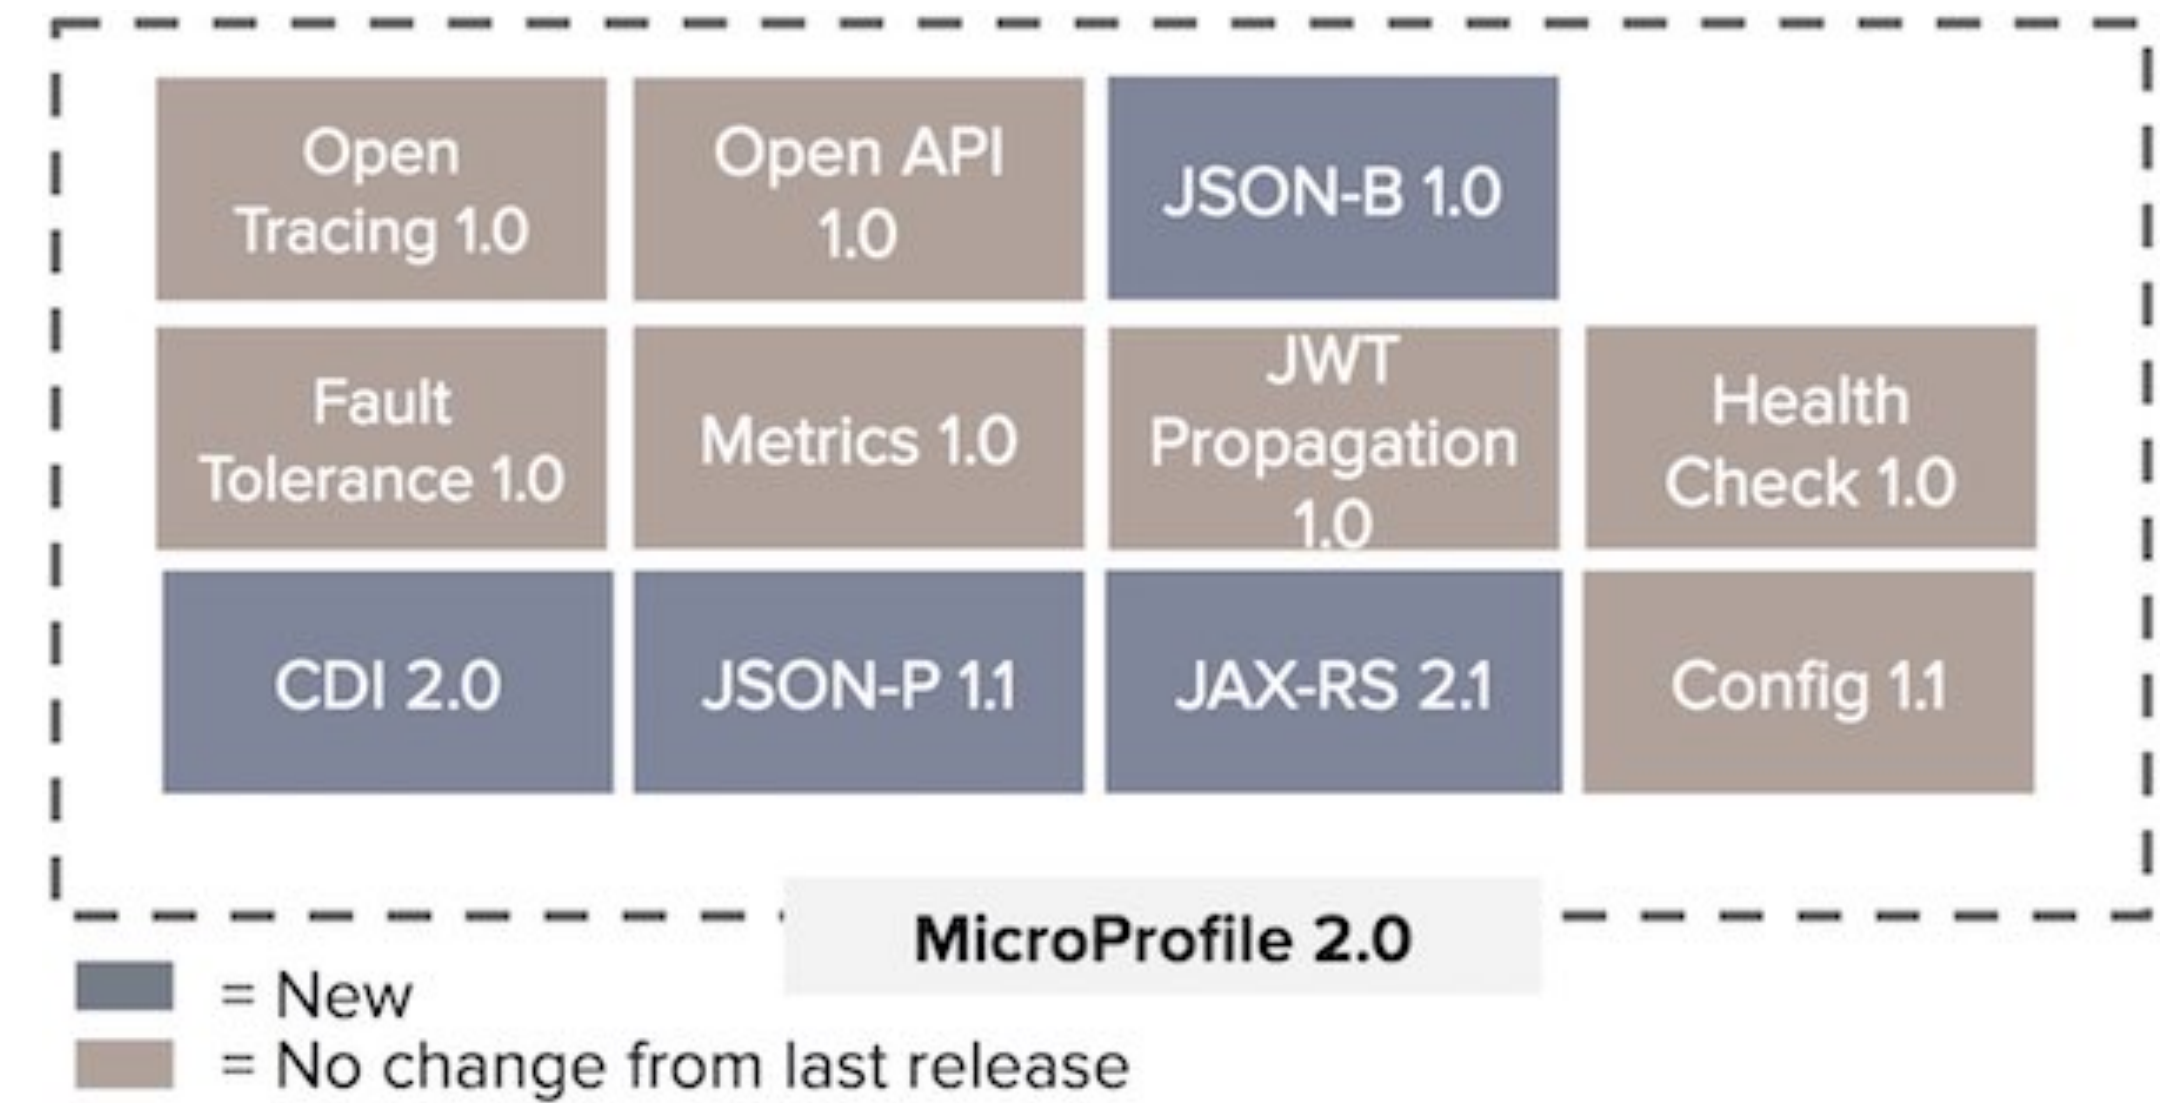 Open
Tracing 1.0
Open API
1.0
JSON-B 1.0
Fault
Tolerance 1.0
Metrics 1.0
JWT
Propagation
1.0
Health
Check 1.0
CDI 2.0
JSON-P 1.1
JAX-RS 2.1
Config 1.1
MicroProfile 2.0
= New
= No change from last release